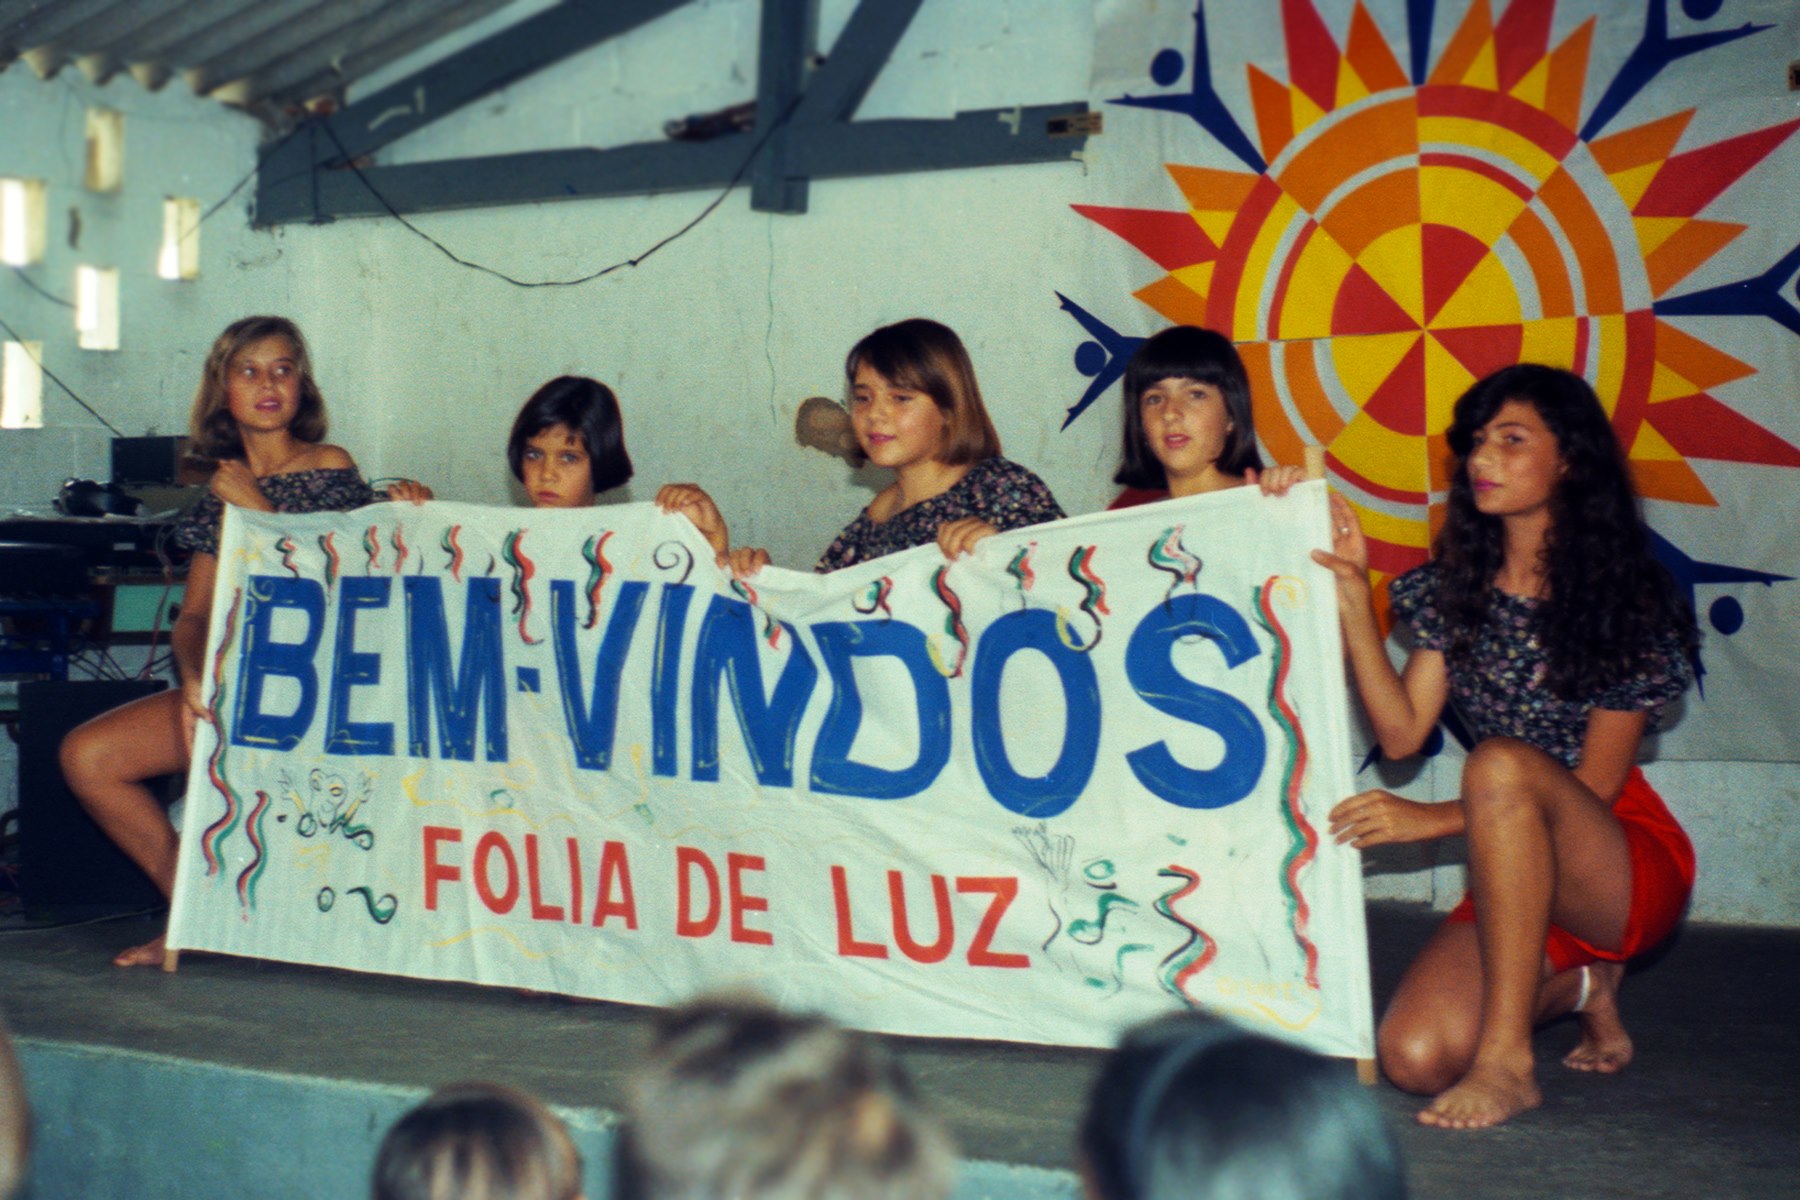 BEM-VINDOS
FOLIA DE LUZ